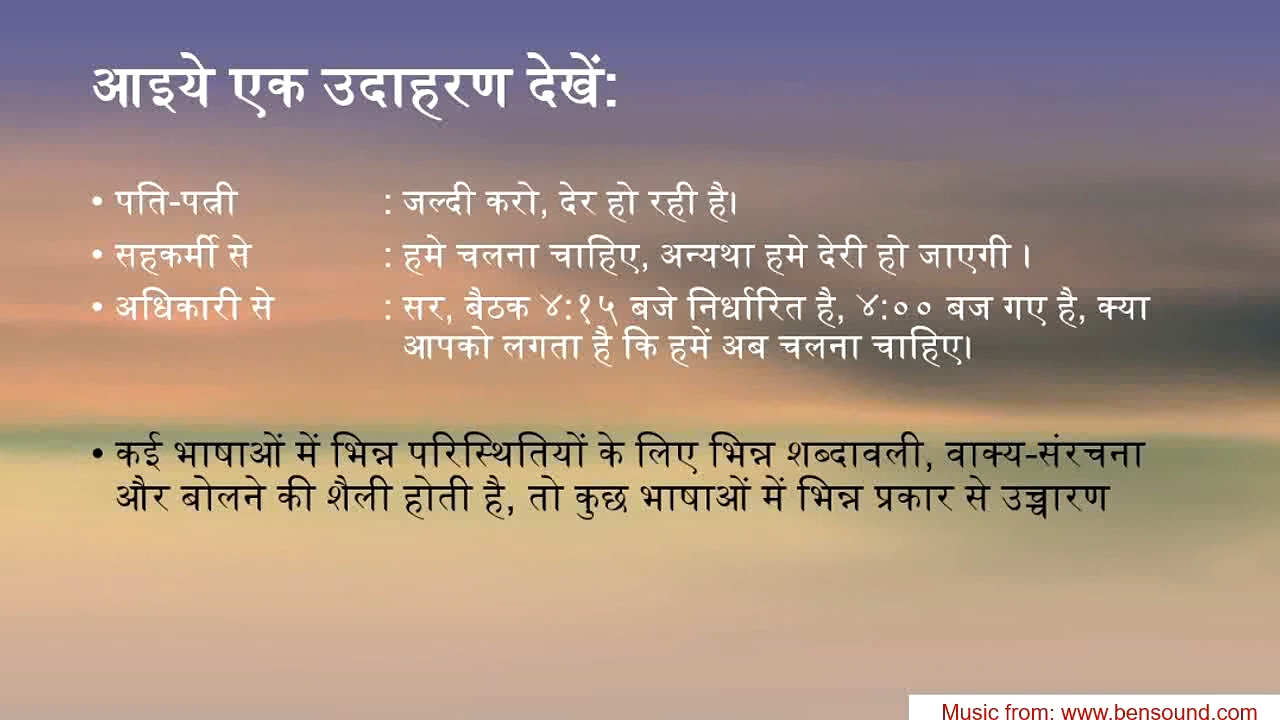 आइये एक उदाहरण देखें:
• पति-पत्नी : जल्दी करो, देर हो रही है।
• सहकर्मी से : हमे चलना चाहिए, अन्यथा हमे देरी हो जाएगी ।
• अधिकारी से : सर, बैठक ४:१५ बजे निर्धारित है, ४:०० बज गए है, क्या
आपको लगता है कि हमें अब चलना चाहिए।
• कई भाषाओं में भिन्न परिस्थितियों के लिए भिन्न शब्दावली, वाक्य-संरचना
और बोलने की शैली होती है, तो कुछ भाषाओं में भिन्न प्रकार से उच्चारण
Music from: www.bensound.com